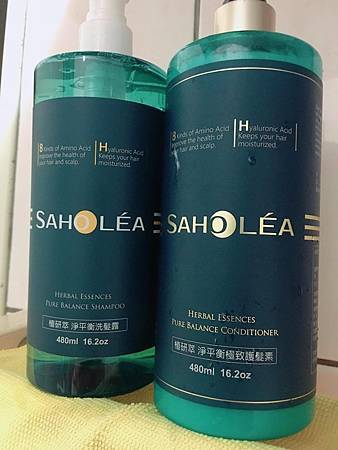 8 Kinds of Amino Acid
Improve the health of
your hair and scalp.
Hyaluronic Acid
Keeps your hair
moisturized.
SAHOLÉA
HERBAL ESSENCES
PURE BALANCE SHAMPOO
植研萃 淨平衡洗髮露
480ml 16.2oz
8 Kinds of Amino Acid
Improve the health of
your hair and scalp.
Hyaluronic Acid
Keeps your hair
moisturized.
SAHOLÉA
HERBAL ESSENCES
PURE BALANCE CONDITIONER
植研萃 淨平衡極致護髮素
480ml 16.2oz